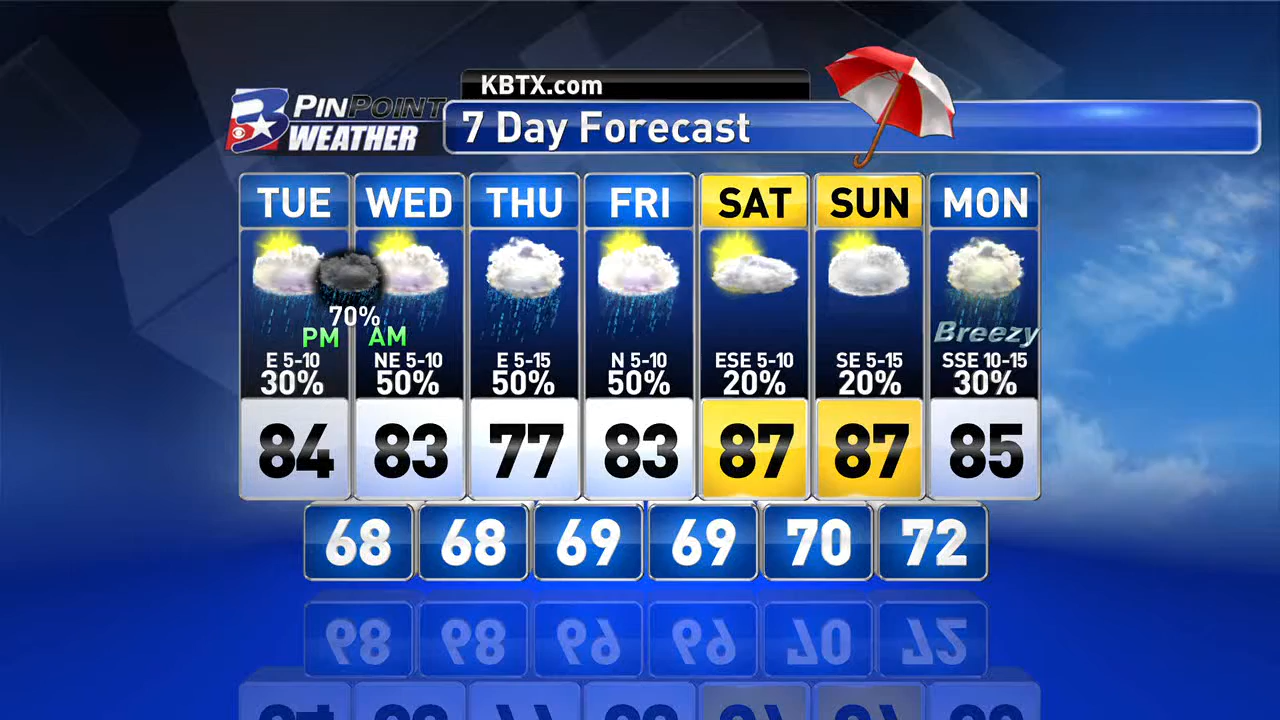 KBTX.com
3 PINPOINT
WEATHER
7 Day Forecast
TUE WED THU FRI SAT SUN MON
70%
PM AM
Breezy
E 5-10 NE 5-10 E 5-15 N 5-10 ESE 5-10 SE 5-15 SSE 10-15
30% 50% 50% 50% 20% 20% 30%
84 83 77 83 87 87 85
68 68 69 69 70 72